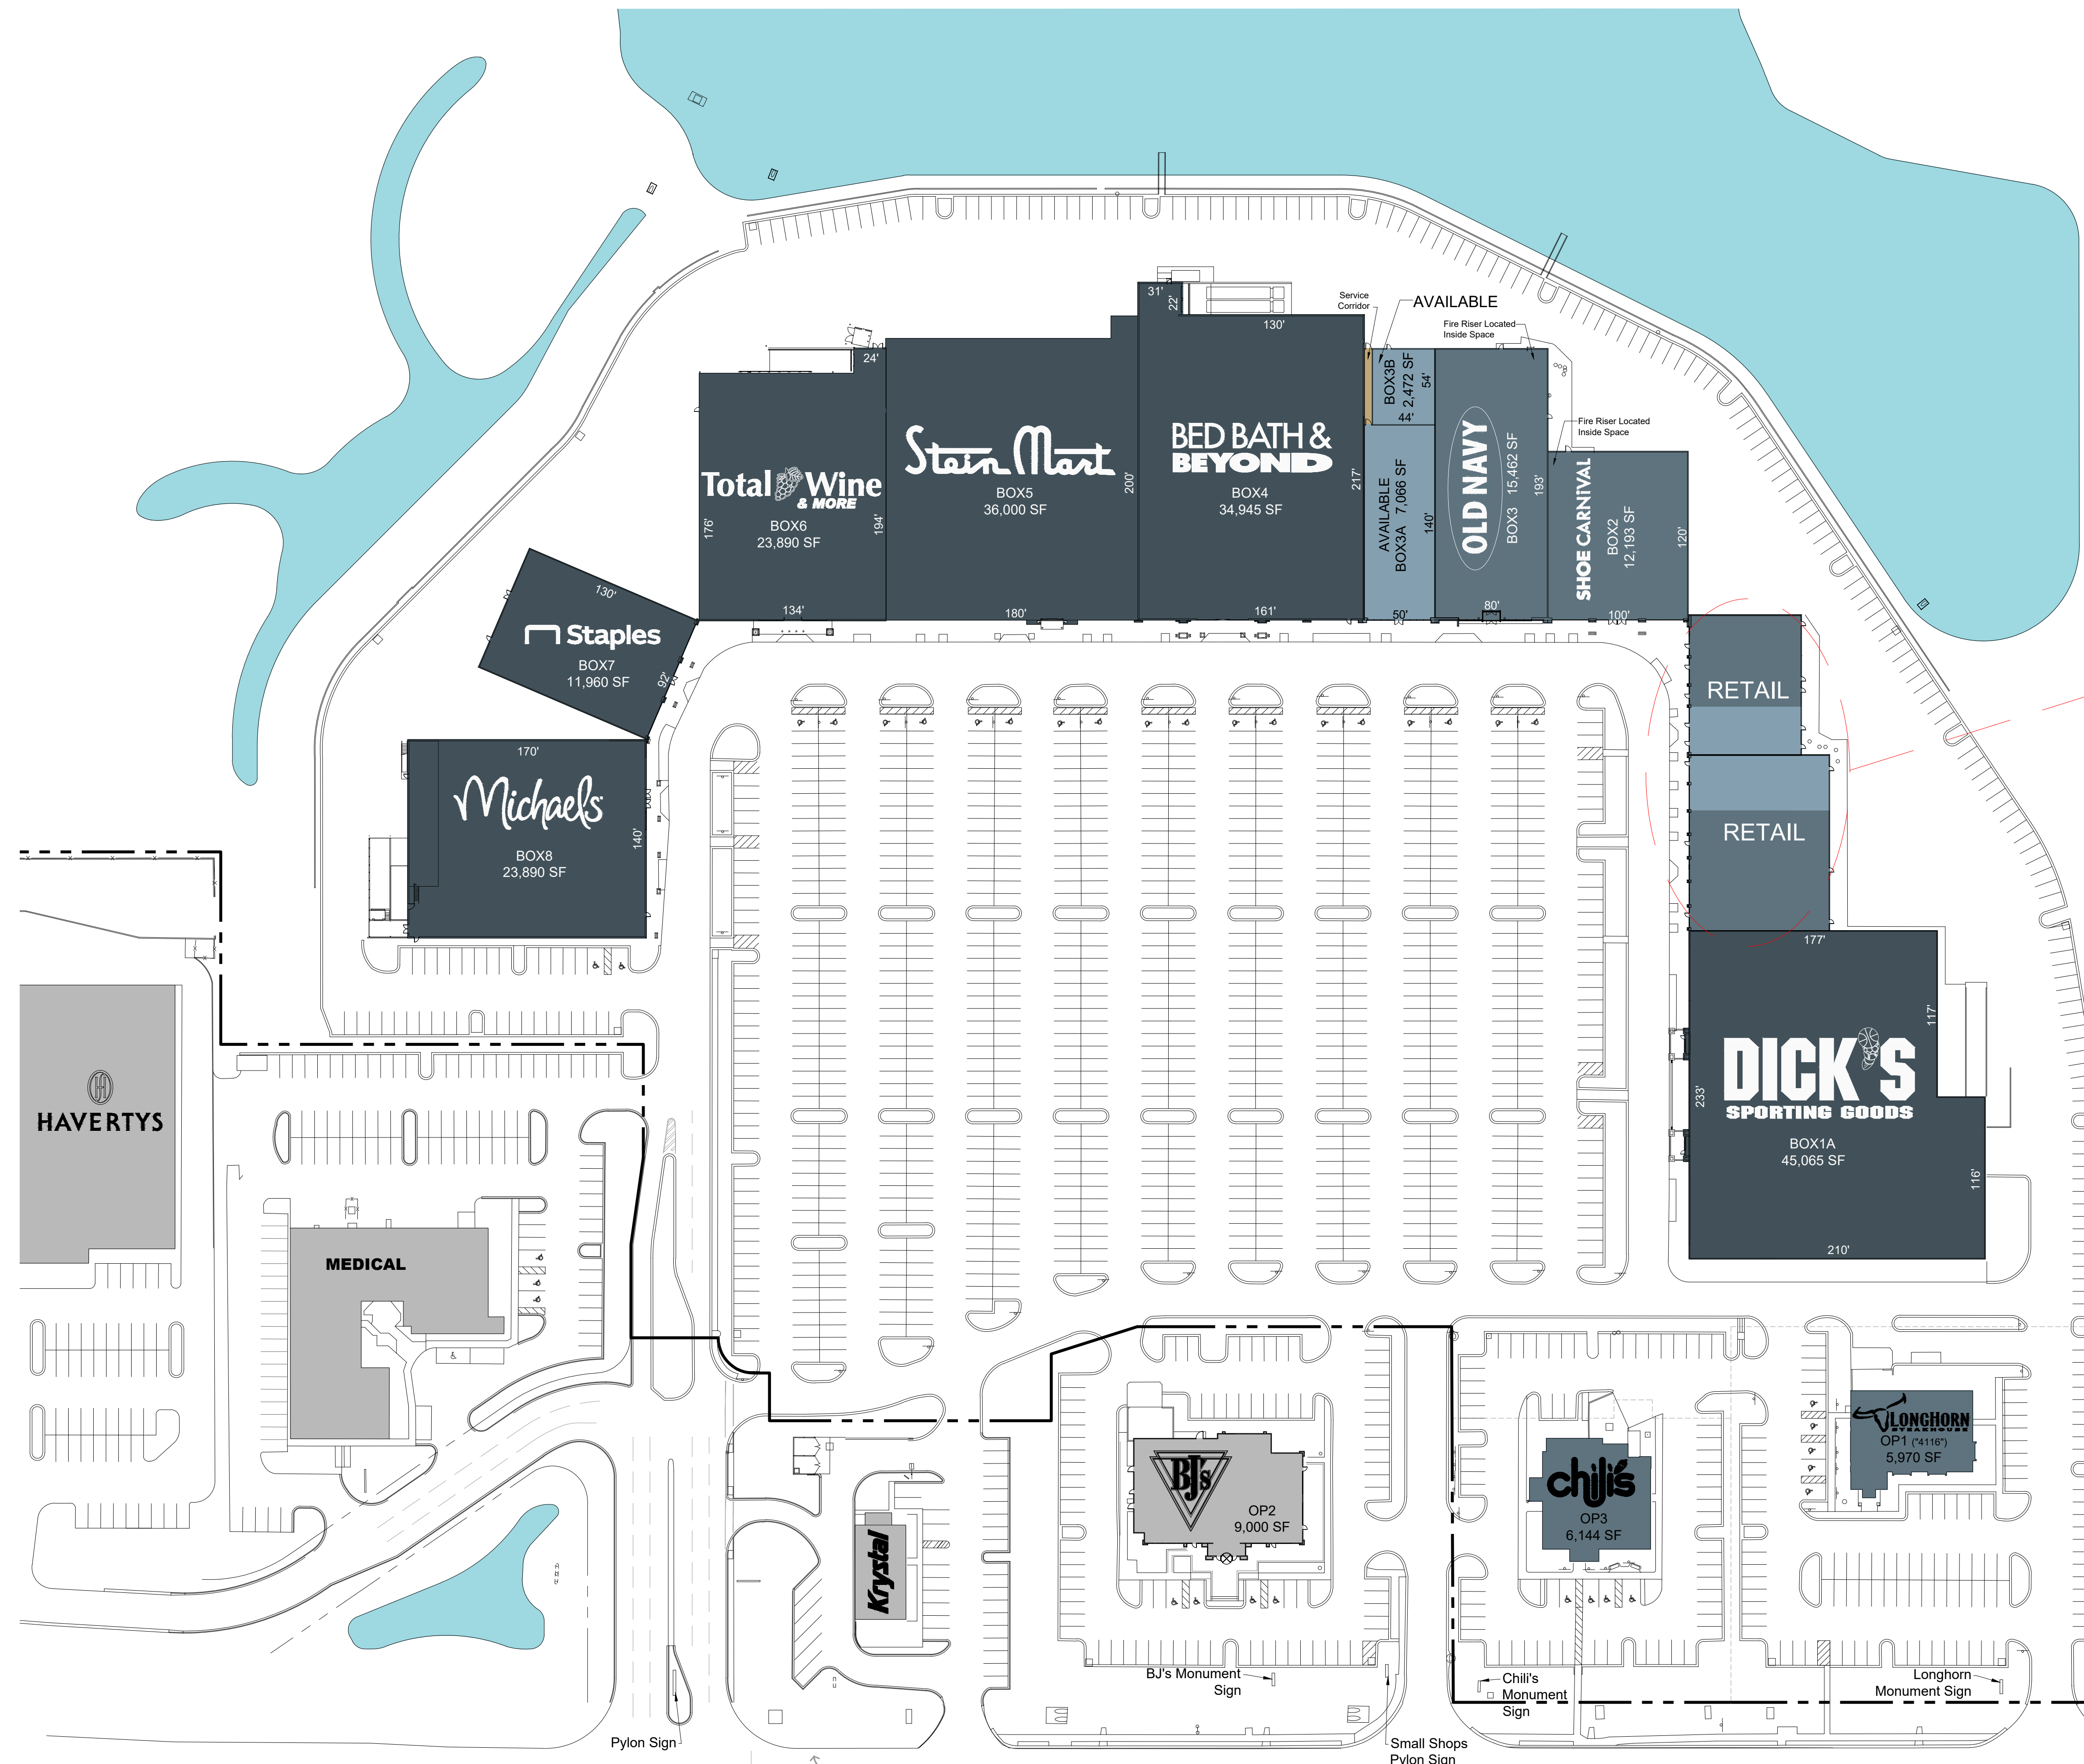 31'
22'
130'
Service
Corridor
AVAILABLE
Fire Riser Located
Inside Space
24'
BOX3B
2,472 SF
54'
44'
Total Wine
& MORE
BOX6
23,890 SF
176'
194'
134'
Stein Mart
BOX5
36,000 SF
200'
180'
BED BATH &
BEYOND
BOX4
34,945 SF
217'
161'
AVAILABLE
BOX3A 7,066 SF
140'
50'
OLD NAVY
BOX3 15,462 SF
193'
80'
Fire Riser Located
Inside Space
SHOE CARNIVAL
BOX2
12,193 SF
120'
100'
130'
Staples
BOX7
11,960 SF
92'
170'
Michaels
BOX8
23,890 SF
140'
RETAIL
RETAIL
177'
117'
DICK'S
SPORTING GOODS
BOX1A
45,065 SF
233'
116'
210'
HAVERTYS
MEDICAL
Krystal
BJ's
OP2
9,000 SF
chili's
OP3
6,144 SF
LONGHORN
STEAKHOUSE
OP1 ("4116")
5,970 SF
BJ's Monument
Sign
Chili's
Monument
Sign
Longhorn
Monument Sign
Pylon Sign
Small Shops
Pylon Sign